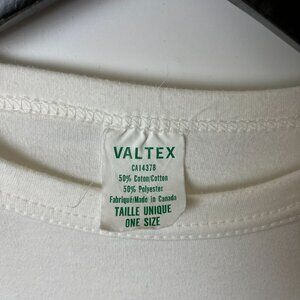 VALTEX
CA14378
50% Coton/Cotton
50% Polyester
Fabriqué/Made in Canada
TAILLE UNIQUE
ONE SIZE